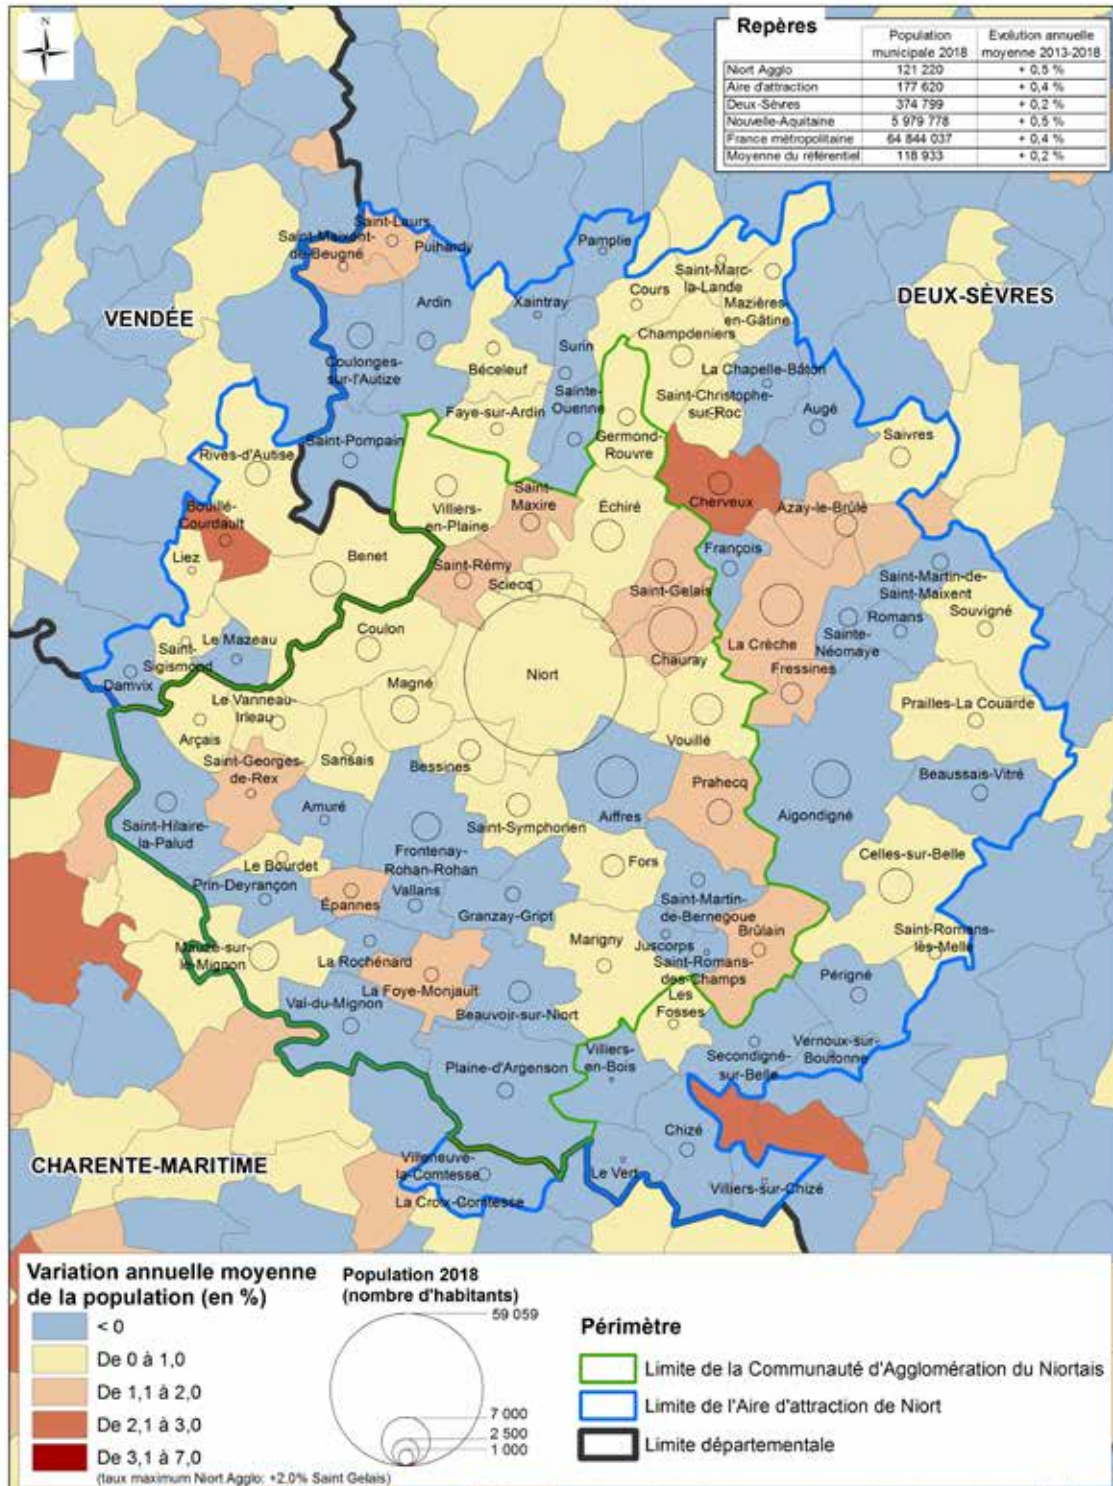 N
Repères
Population municipale 2018
Evolution annuelle moyenne 2013-2018
Niort Agglo 121 220 + 0,5 %
Aire d'attraction 177 620 + 0,4 %
Deux-Sèvres 374 799 + 0,2 %
Nouvelle-Aquitaine 5 979 778 + 0,5 %
France métropolitaine 64 844 037 + 0,4 %
Moyenne du référentiel 118 933 + 0,2 %
VENDÉE
DEUX-SÈVRES
CHARENTE-MARITIME
Saint-Laurs
Saint-Maixent-
de-Beugné
Puihardy
Pamplie
Saint-Marc-
la-Lande
Cours
Mazières-
en-Gâtine
Ardin
Xaintray
Champdeniers
Surin
Coulonges-
sur-l'Autize
Béceleuf
La Chapelle-Bâton
Sainte-
Ouenne
Saint-Christophe-
sur-Roc
Augé
Faye-sur-Ardin
Germond-
Rouvre
Saivres
Saint-Pompain
Rives-d'Autise
Villiers-
en-Plaine
Saint-
Maxire
Échiré
Cherveux
Azay-le-Brûlé
Bouillé-
Courdault
Benet
Liez
Saint-Rémy
Sciecq
François
Saint-Gelais
Saint-Martin-de-
Saint-Maixent
Souvigné
Romans
Sainte-
Néomaye
La Crèche
Coulon
Le Mazeau
Saint-
Sigismond
Damvix
Niort
Chauray
Fressines
Magné
Le Vanneau-
Irleau
Arçais
Prailles-La Couarde
Vouillé
Sansais
Bessines
Saint-Georges-
de-Rex
Beaussais-Vitré
Prahecq
Amuré
Aiffres
Aigondigné
Saint-Hilaire-
la-Palud
Saint-Symphorien
Frontenay-
Rohan-Rohan
Le Bourdet
Fors
Celles-sur-Belle
Prin-Deyrançon
Épannes
Vallans
Granzay-Gript
Saint-Martin-
de-Bernegoue
Marigny
Juscorps
Brûlain
Saint-Romans-
lès-Melle
Mauzé-sur-
le-Mignon
La Rochénard
Saint-Romans-
des-Champs
La Foye-Monjault
Les
Fosses
Périgné
Val-du-Mignon
Beauvoir-sur-Niort
Villiers-
en-Bois
Secondigné-
sur-Belle
Vernoux-sur-
Boutonne
Plaine-d'Argenson
Chizé
Villeneuve-
la-Comtesse
Le Vert
Villiers-sur-Chizé
La Croix-Comtesse
Variation annuelle moyenne
de la population (en %)
< 0
De 0 à 1,0
De 1,1 à 2,0
De 2,1 à 3,0
De 3,1 à 7,0
(taux maximum Niort Agglo: +2.0% Saint Gelais)
Population 2018
(nombre d'habitants)
59 059
7 000
2 500
1 000
Périmètre
Limite de la Communauté d'Agglomération du Niortais
Limite de l'Aire d'attraction de Niort
Limite départementale